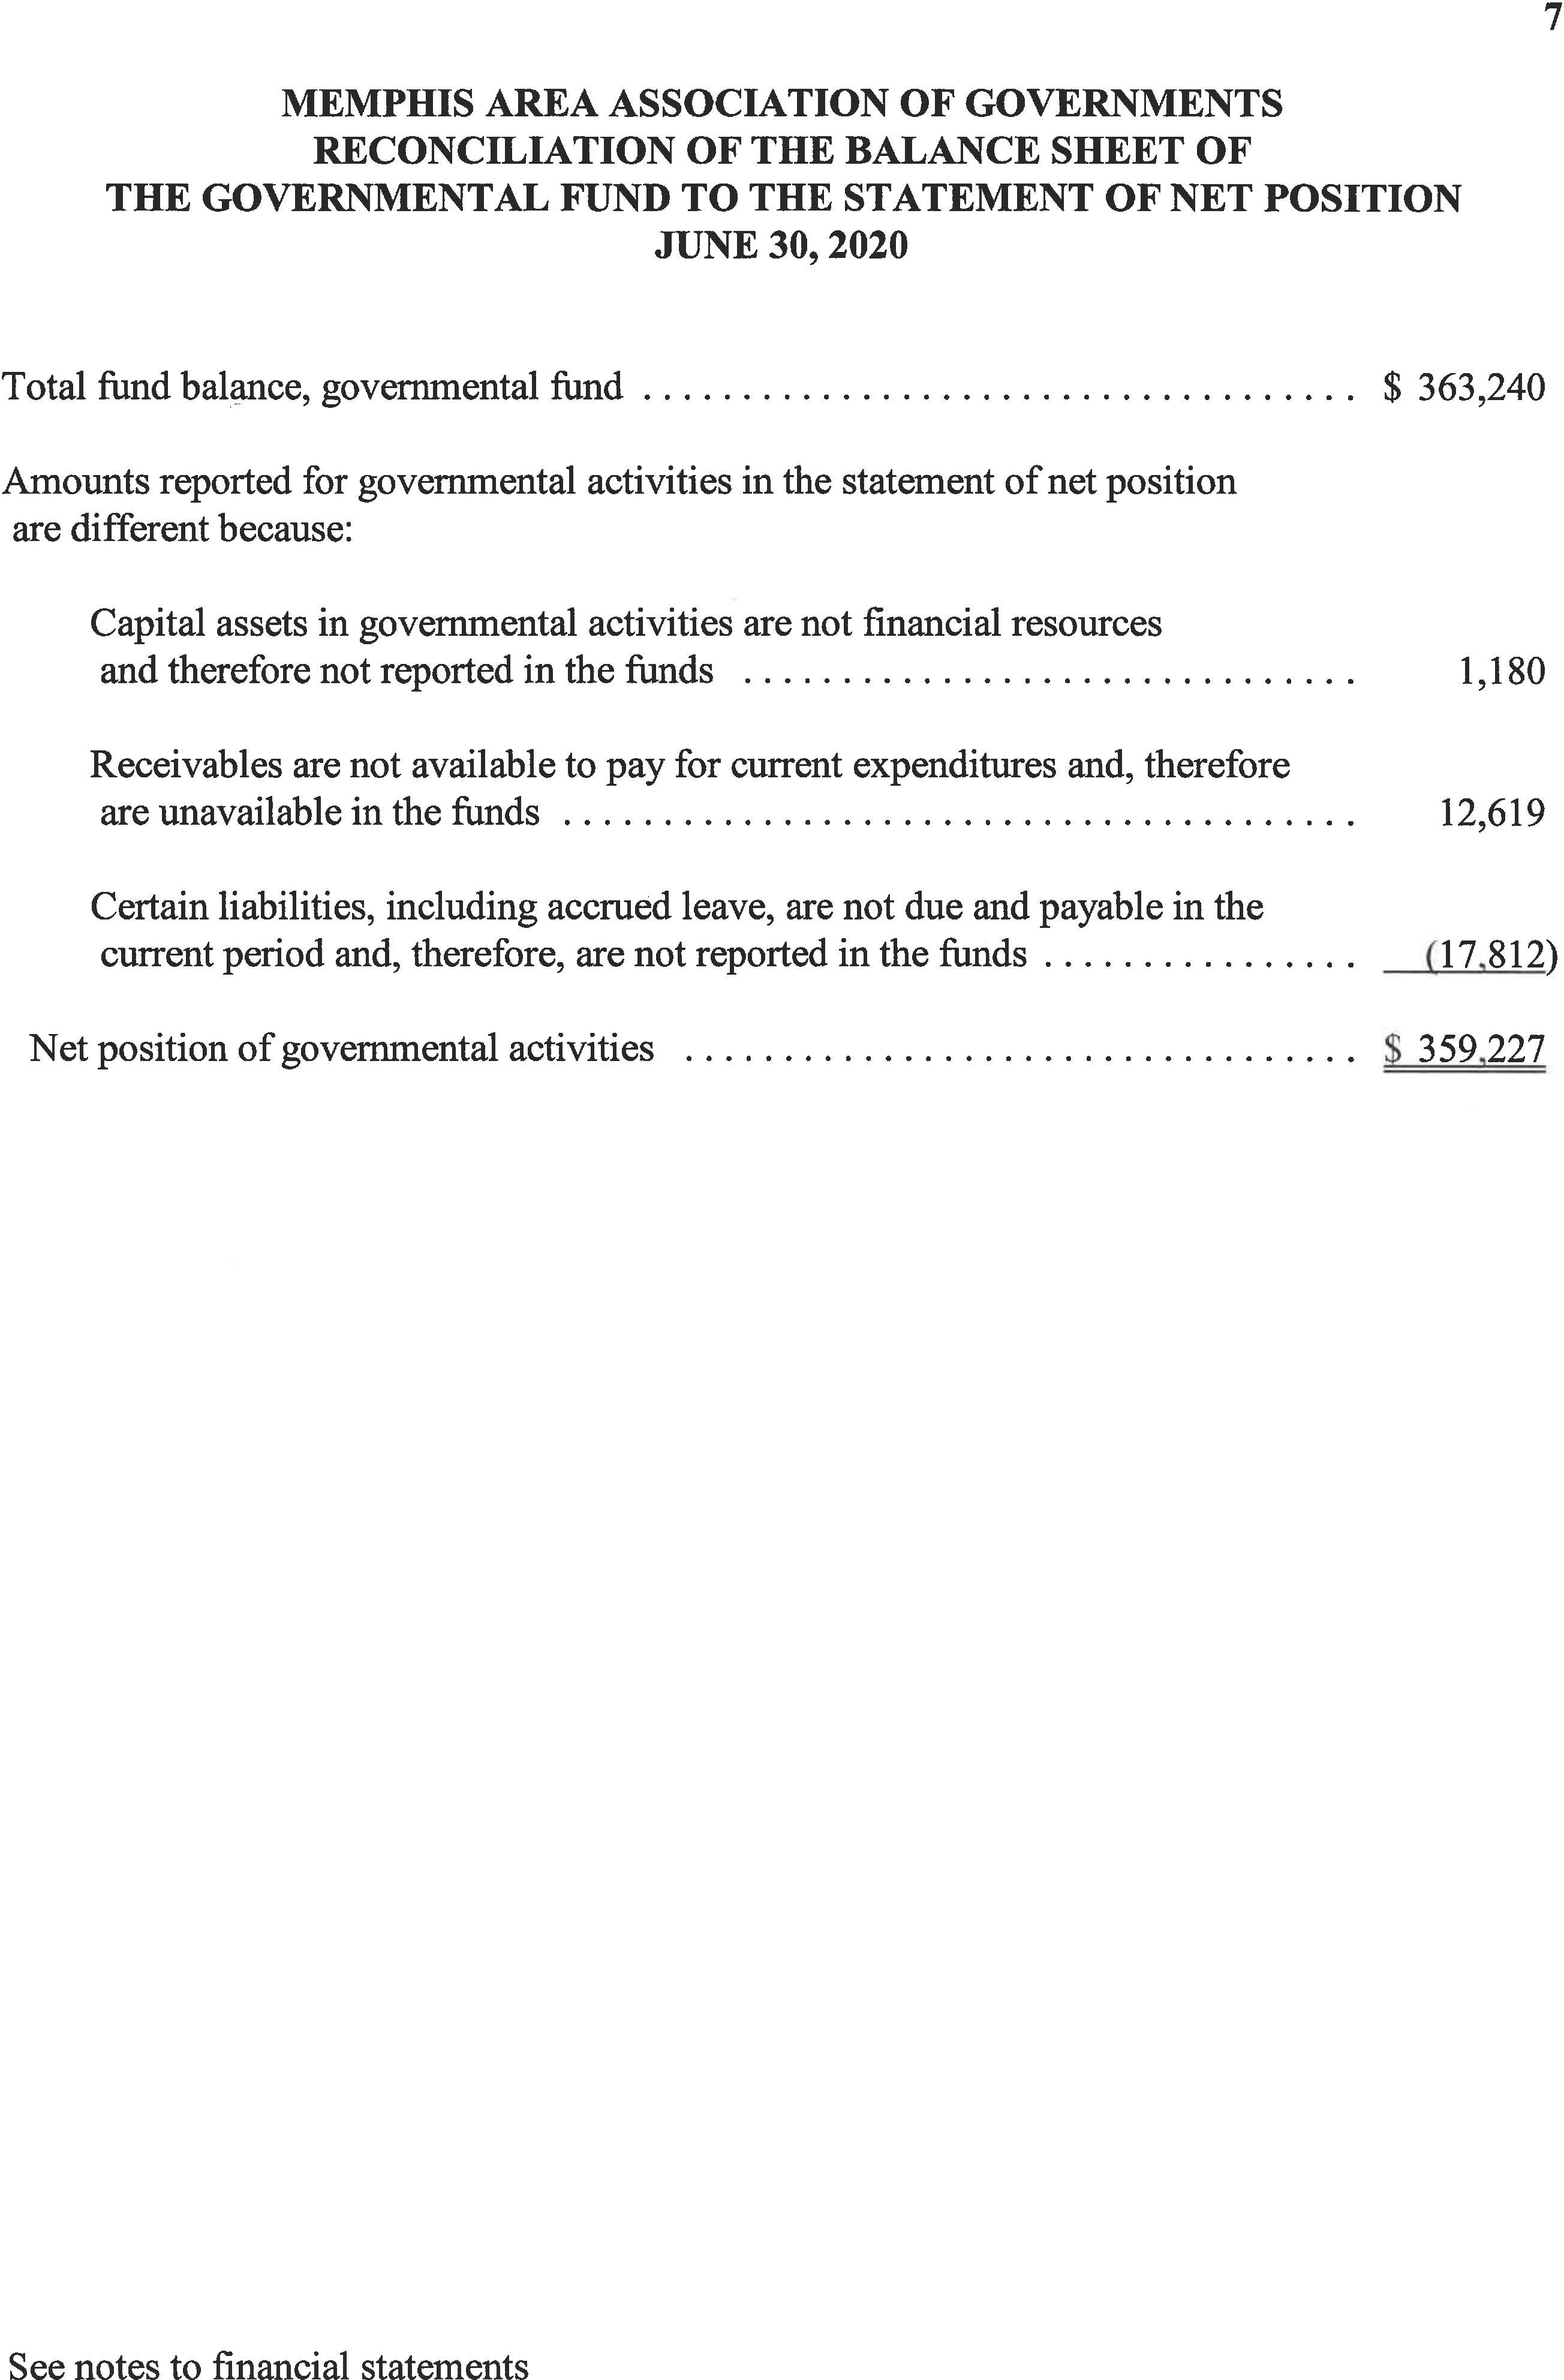 7
MEMPHIS AREA ASSOCIATION OF GOVERNMENTS
RECONCILIATION OF THE BALANCE SHEET OF
THE GOVERNMENTAL FUND TO THE STATEMENT OF NET POSITION
JUNE 30, 2020
Total fund balance, governmental fund . . . . . . . . . . . . . . . . . . . . . . . . . . . . . . . . . . . . $ 363,240
Amounts reported for governmental activities in the statement of net position
are different because:
Capital assets in governmental activities are not financial resources
and therefore not reported in the funds . . . . . . . . . . . . . . . . . . . . . . . . . . . . . . . 1,180
Receivables are not available to pay for current expenditures and, therefore
are unavailable in the funds . . . . . . . . . . . . . . . . . . . . . . . . . . . . . . . . . . . . . . . . 12,619
Certain liabilities, including accrued leave, are not due and payable in the
current period and, therefore, are not reported in the funds . . . . . . . . . . . . . . . . (17,812)
Net position of governmental activities . . . . . . . . . . . . . . . . . . . . . . . . . . . . . . . . . . $ 359,227
See notes to financial statements